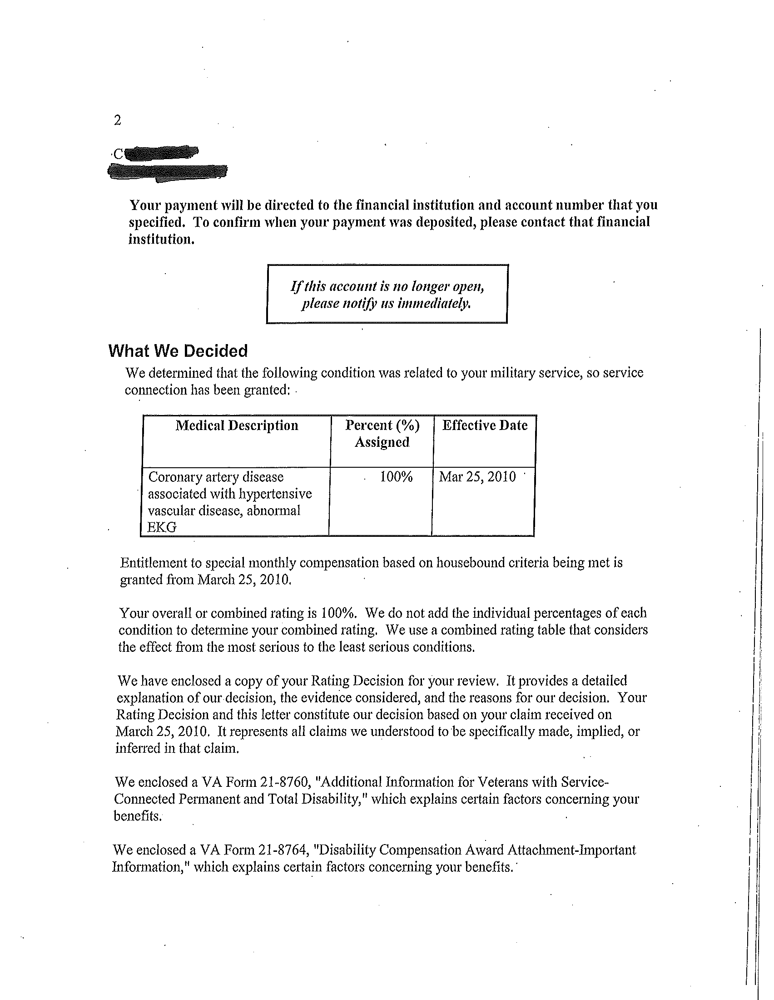 2
C
Your payment will be directed to the financial institution and account number that you
specified. To confirm when your payment was deposited, please contact that financial
institution.
If this account is no longer open,
please notify us immediately.
What We Decided
We determined that the following condition was related to your military service, so service
connection has been granted:
Medical Description Percent (%) Effective Date
Assigned
Coronary artery disease 100% Mar 25, 2010
associated with hypertensive
vascular disease, abnormal
EKG
Entitlement to special monthly compensation based on housebound criteria being met is
granted from March 25, 2010.
Your overall or combined rating is 100%. We do not add the individual percentages of each
condition to determine your combined rating. We use a combined rating table that considers
the effect from the most serious to the least serious conditions.
We have enclosed a copy of your Rating Decision for your review. It provides a detailed
explanation of our decision, the evidence considered, and the reasons for our decision. Your
Rating Decision and this letter constitute our decision based on your claim received on
March 25, 2010. It represents all claims we understood to be specifically made, implied, or
inferred in that claim.
We enclosed a VA Form 21-8760, "Additional Information for Veterans with Service-
Connected Permanent and Total Disability," which explains certain factors concerning your
benefits.
We enclosed a VA Form 21-8764, "Disability Compensation Award Attachment-Important
Information," which explains certain factors concerning your benefits.